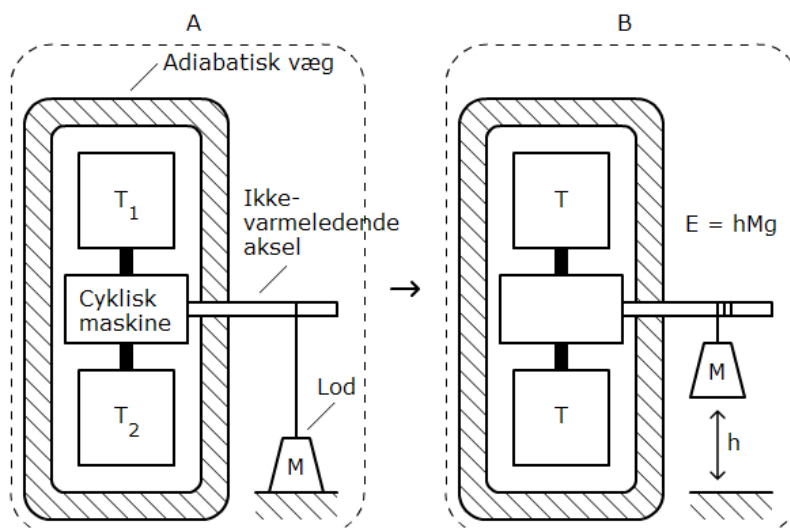 A
Adiabatisk væg
T1
Ikke-
varmeledende
aksel
Cyklisk
maskine
T2
Lod
M
→
B
T
E = hMg
M
T
h